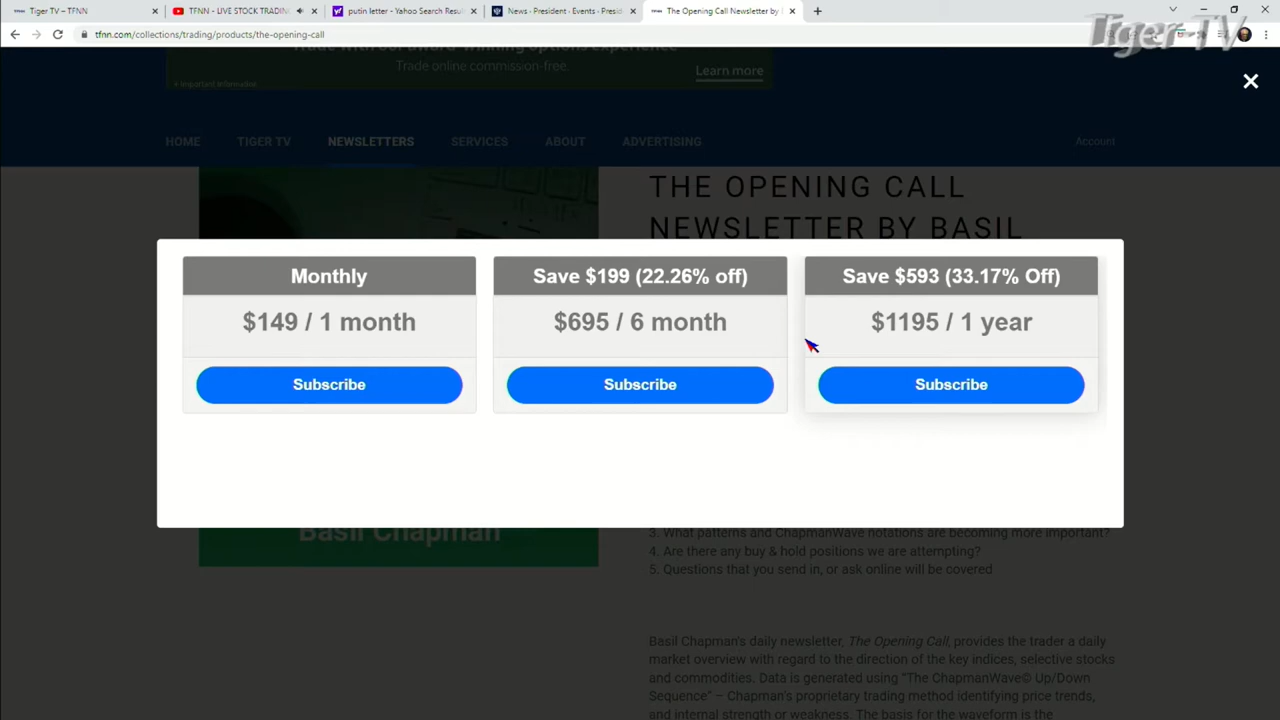 Tiger TV – TFNN
TFNN - LIVE STOCK TRADIN
putin letter - Yahoo Search Resul
News · President · Events · Presid
The Opening Call Newsletter by
Tiger TV
tfnn.com/collections/trading/products/the-opening-call
Trade with our award-winning options experience
Trade online commission-free.
Learn more
+ Important Information.
HOME
TIGER TV
NEWSLETTERS
SERVICES
ABOUT
ADVERTISING
Account
THE OPENING CALL
NEWSLETTER BY BASIL
Monthly
$149 / 1 month
Subscribe
Save $199 (22.26% off)
$695 / 6 month
Subscribe
Save $593 (33.17% Off)
$1195 / 1 year
Subscribe
Basil Chapman
3. What patterns and ChapmanWave notations are becoming more important?
4. Are there any buy & hold positions we are attempting?
5. Questions that you send in, or ask online will be covered
Basil Chapman's daily newsletter, The Opening Call, provides the trader a daily
market overview with regard to the direction of the key indices, selective stocks
and commodities. Data is generated using "The ChapmanWave© Up/Down
Sequence" – Chapman's proprietary trading method identifying price trends,
and internal strength or weakness. The basis for the waveform is the